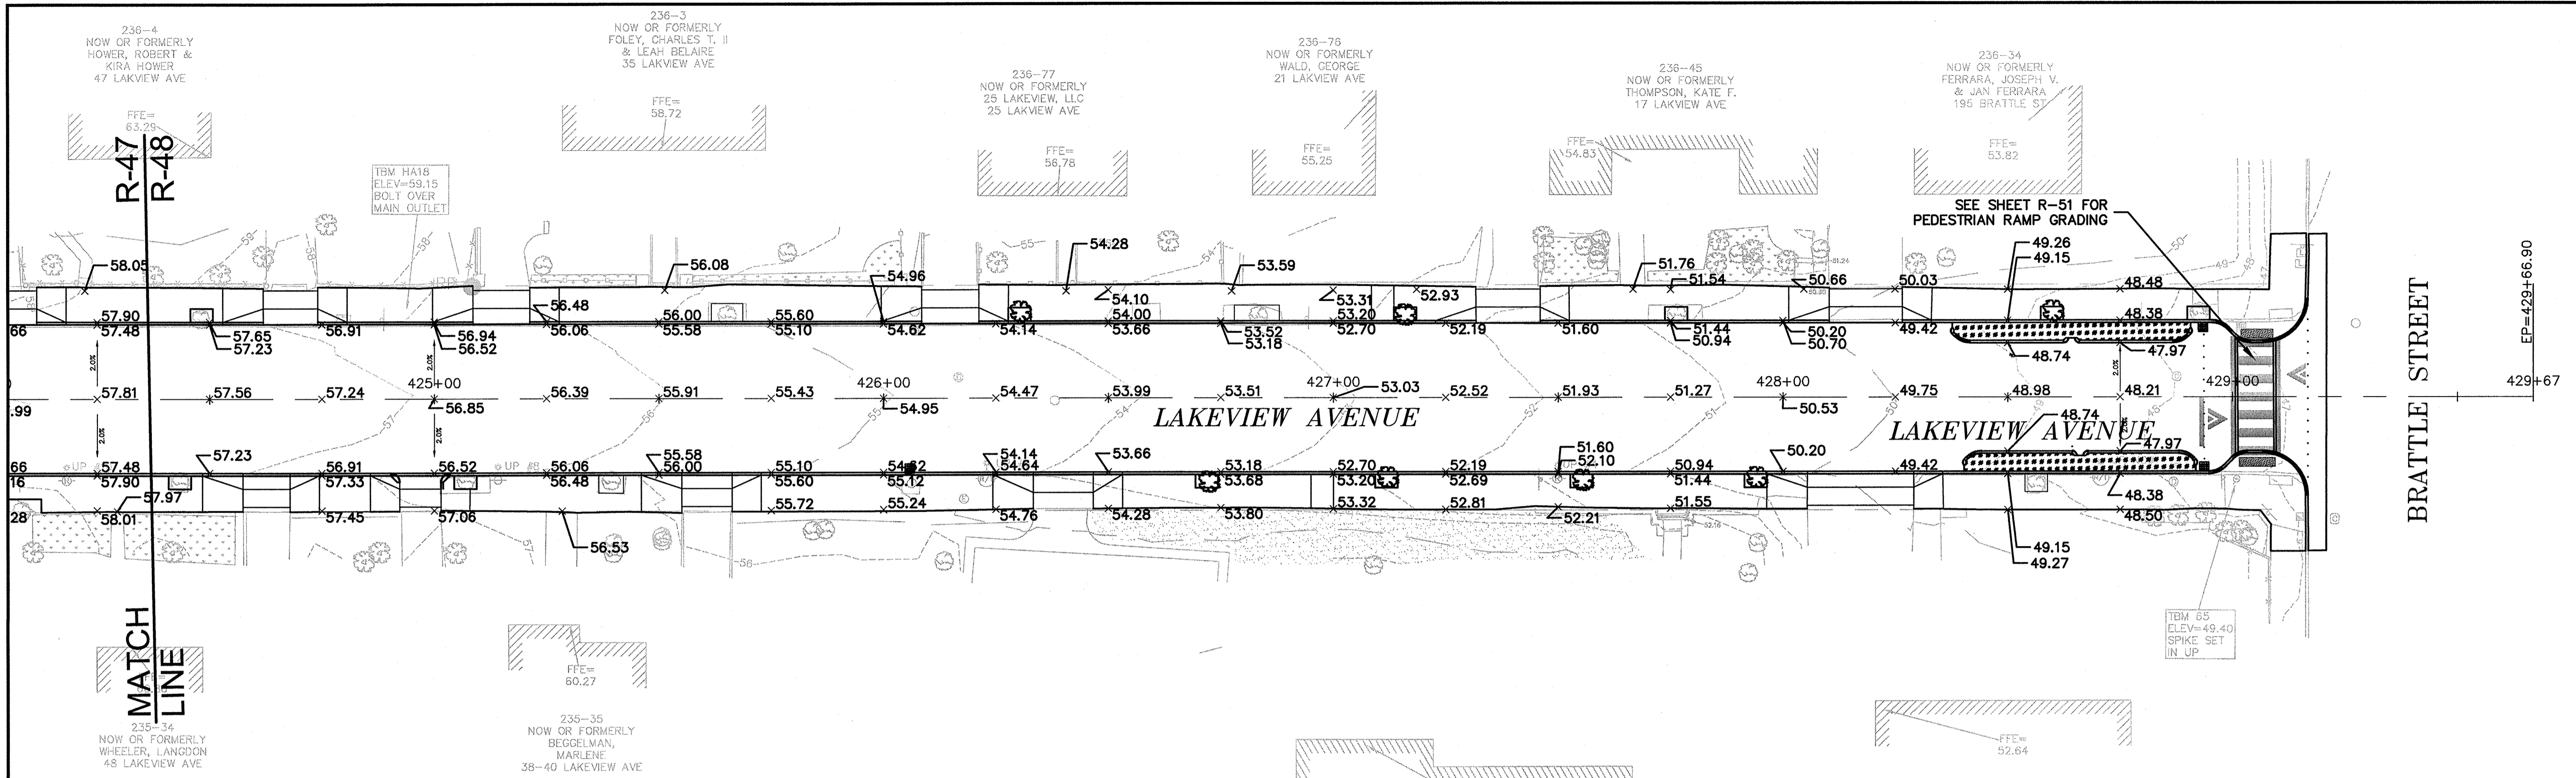 236-4
NOW OR FORMERLY
HOWER, ROBERT &
KIRA HOWER
47 LAKVIEW AVE
236-3
NOW OR FORMERLY
FOLEY, CHARLES T. II
& LEAH BELAIRE
35 LAKVIEW AVE
236-77
NOW OR FORMERLY
25 LAKEVIEW, LLC
25 LAKVIEW AVE
236-76
NOW OR FORMERLY
WALD, GEORGE
21 LAKVIEW AVE
236-45
NOW OR FORMERLY
THOMPSON, KATE F.
17 LAKVIEW AVE
236-34
NOW OR FORMERLY
FERRARA, JOSEPH V.
& JAN FERRARA
195 BRATTLE ST
FFE=
63.29
FFE=
58.72
FFE=
56.78
FFE=
55.25
FFE=
54.83
FFE=
53.82
R-47
R-48
TBM HA18
ELEV=59.15
BOLT OVER
MAIN OUTLET
SEE SHEET R-51 FOR
PEDESTRIAN RAMP GRADING
58.05
56.08
54.96
54.28
54.10
53.59
53.31
52.93
51.76
51.54
50.66
50.03
49.26
49.15
48.48
66
57.90
57.48
57.65
57.23
56.91
56.94
56.52
56.48
56.06
56.00
55.58
55.60
55.10
54.62
54.14
54.00
53.66
53.52
53.18
53.20
52.70
52.19
51.60
51.44
50.94
50.20
50.70
49.42
48.38
48.74
47.97
2.0%
2.0%
2.0%
.99
57.81
57.56
57.24
425+00
56.85
56.39
55.91
55.43
426+00
54.95
54.47
53.99
53.51
427+00
53.03
52.52
51.93
51.27
428+00
50.53
49.75
48.98
48.21
429+00
429+67
EP=429+66.90
LAKEVIEW AVENUE
LAKEVIEW AVENUE
BRATTLE STREET
2.0%
2.0%
66
16
57.48
57.90
57.23
56.91
57.33
56.52
UP #8
56.06
56.48
55.58
56.00
55.10
55.60
54.62
55.12
54.14
54.64
53.66
53.18
53.68
52.70
53.20
52.19
52.69
51.60
52.10
50.94
51.44
50.20
49.42
48.74
47.97
48.38
28
57.97
58.01
57.45
57.06
56.53
55.72
55.24
54.76
54.28
53.80
53.32
52.81
52.21
51.55
49.15
49.27
48.50
MATCH
LINE
TBM 65
ELEV=49.40
SPIKE SET
IN UP
FFE=
60.27
FFE=
52.64
235-34
NOW OR FORMERLY
WHEELER, LANGDON
48 LAKEVIEW AVE
235-35
NOW OR FORMERLY
BEGGELMAN,
MARLENE
38-40 LAKEVIEW AVE